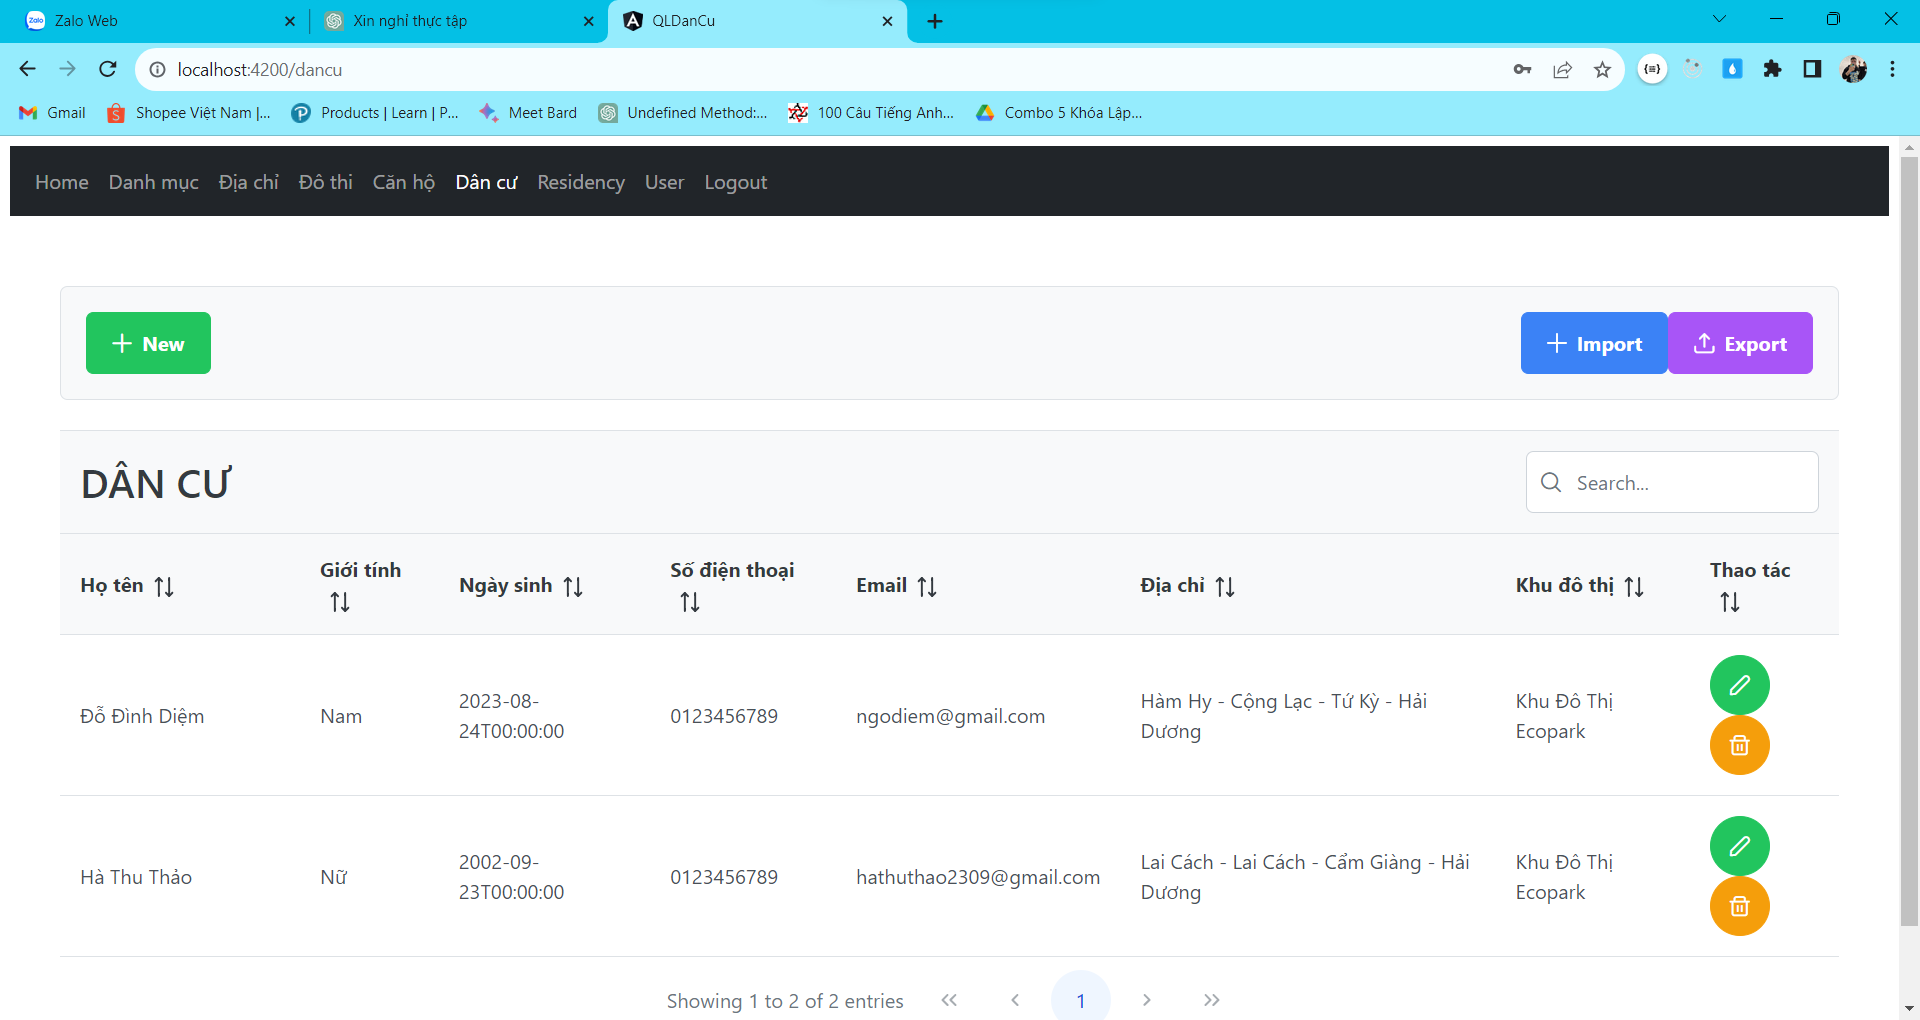 Zalo Web
Xin nghỉ thực tập
QLDanCu
localhost:4200/dancu
Gmail
Shopee Việt Nam |...
Products | Learn | P...
Meet Bard
Undefined Method:...
100 Câu Tiếng Anh...
Combo 5 Khóa Lập...
Home Danh mục Địa chỉ Đô thi Căn hộ Dân cư Residency User Logout
New
Import
Export
DÂN CƯ
Search...
Họ tên
Giới tính
Ngày sinh
Số điện thoại
Email
Địa chỉ
Khu đô thị
Thao tác
Đỗ Đình Diệm
Nam
2023-08-
24T00:00:00
0123456789
ngodiem@gmail.com
Hàm Hy - Cộng Lạc - Tứ Kỳ - Hải
Dương
Khu Đô Thị
Ecopark
Hà Thu Thảo
Nữ
2002-09-
23T00:00:00
0123456789
hathuthao2309@gmail.com
Lai Cách - Lai Cách - Cẩm Giàng - Hải
Dương
Khu Đô Thị
Ecopark
Showing 1 to 2 of 2 entries
1